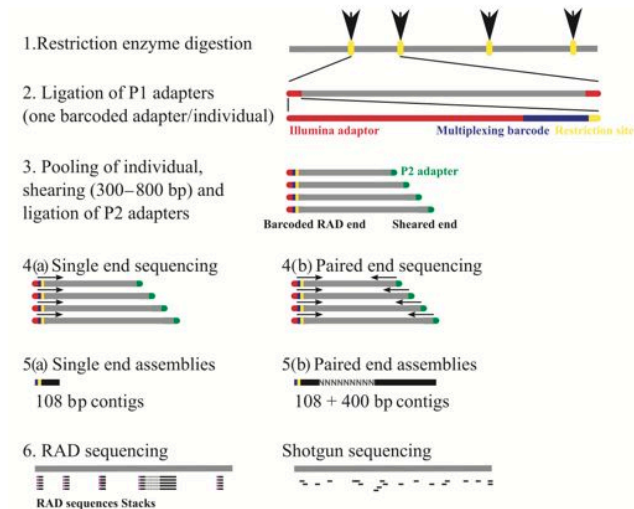 1.Restriction enzyme digestion
2. Ligation of P1 adapters
(one barcoded adapter/individual)
Illumina adaptor
Multiplexing barcode
Restriction site
3. Pooling of individual,
shearing (300–800 bp) and
ligation of P2 adapters
P2 adapter
Barcoded RAD end
Sheared end
4(a) Single end sequencing
4(b) Paired end sequencing
5(a) Single end assemblies
108 bp contigs
5(b) Paired end assemblies
NNNNNNNNN
108 + 400 bp contigs
6. RAD sequencing
Shotgun sequencing
RAD sequences Stacks